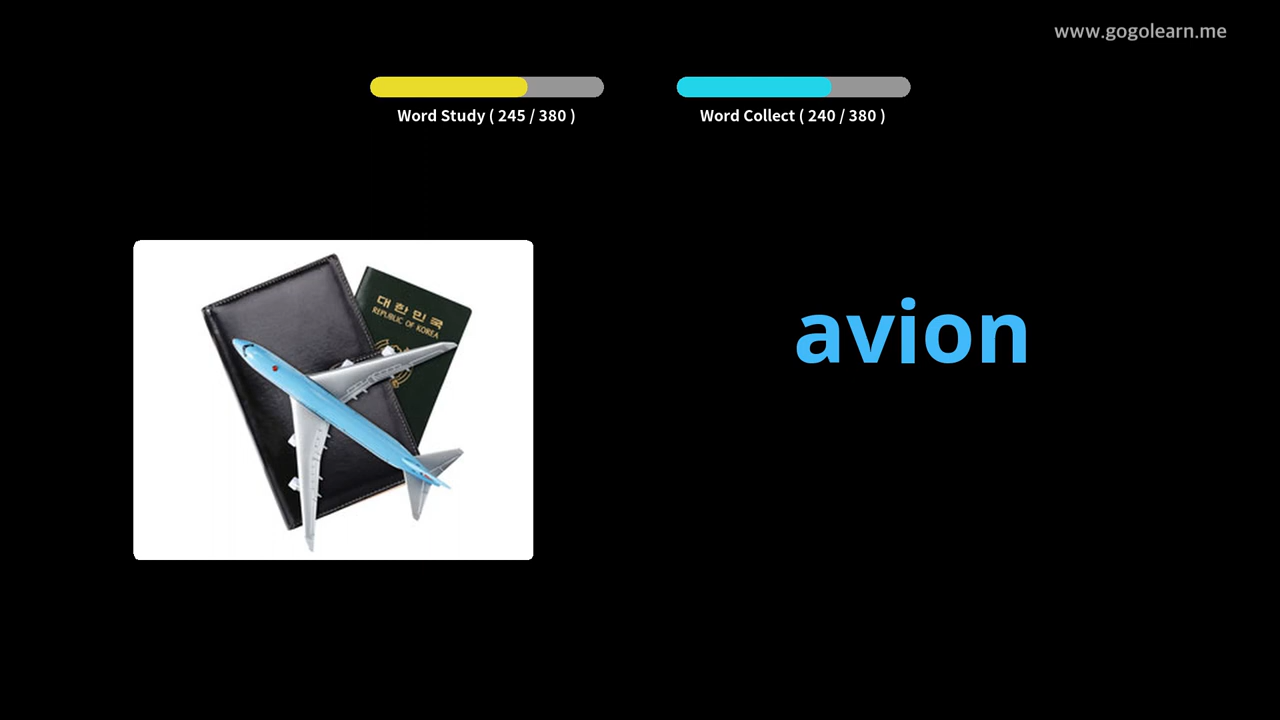 www.gogolearn.me
Word Study ( 245 / 380 )
Word Collect ( 240 / 380 )
대한민국
REPUBLIC OF KOREA
avion